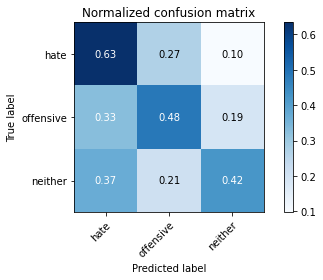 Normalized confusion matrix
True label
hate 0.63 0.27 0.10
offensive 0.33 0.48 0.19
neither 0.37 0.21 0.42
hate offensive neither
Predicted label
0.6
0.5
0.4
0.3
0.2
0.1